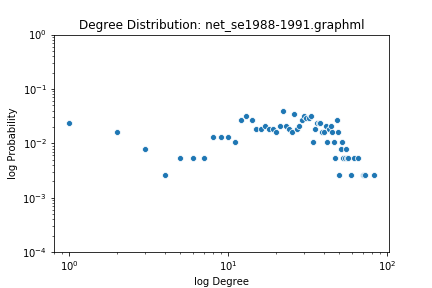 Degree Distribution: net_se1988-1991.graphml
10⁰
10⁻¹
10⁻²
10⁻³
10⁻⁴
log Probability
10⁰ 10¹ 10²
log Degree